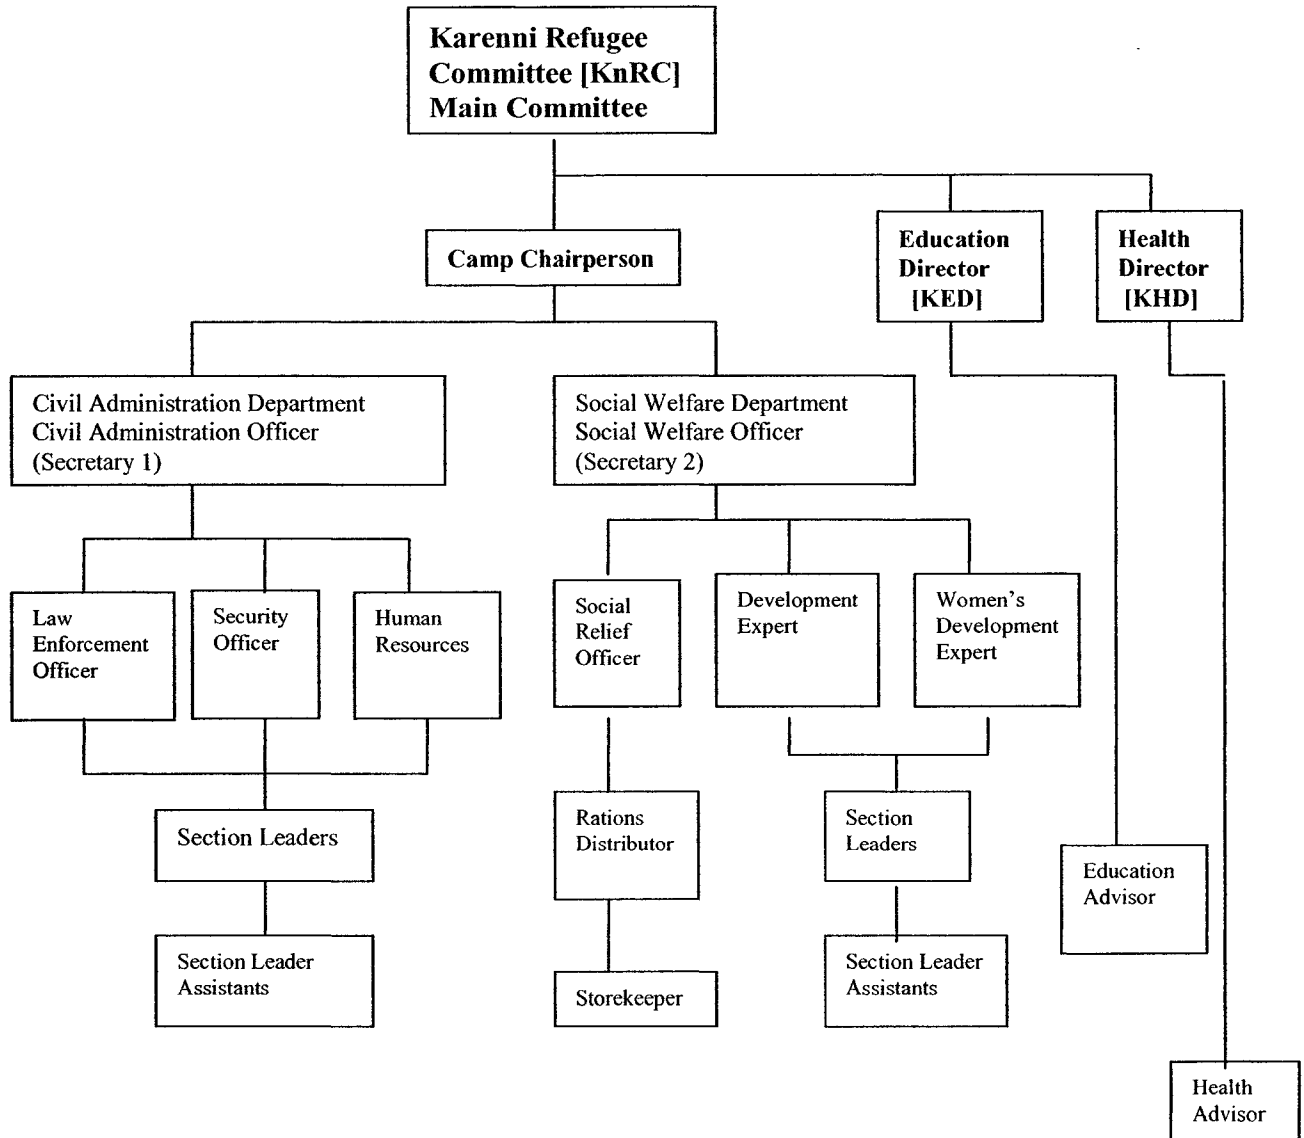 Karenni Refugee
Committee [KnRC]
Main Committee
Camp Chairperson
Education
Director
[KED]
Health
Director
[KHD]
Civil Administration Department
Civil Administration Officer
(Secretary 1)
Social Welfare Department
Social Welfare Officer
(Secretary 2)
Law
Enforcement
Officer
Security
Officer
Human
Resources
Social
Relief
Officer
Development
Expert
Women's
Development
Expert
Section Leaders
Rations
Distributor
Section
Leaders
Education
Advisor
Section Leader
Assistants
Storekeeper
Section Leader
Assistants
Health
Advisor